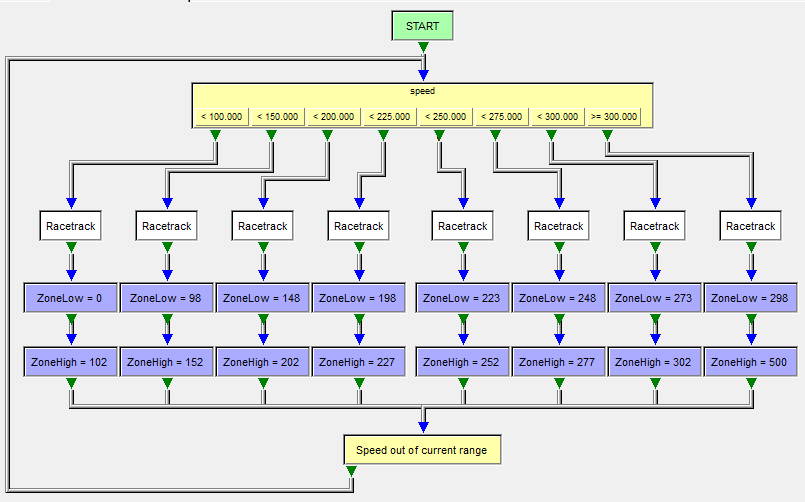 START
speed
< 100.000 < 150.000 < 200.000 < 225.000 < 250.000 < 275.000 < 300.000 >= 300.000
Racetrack Racetrack Racetrack Racetrack Racetrack Racetrack Racetrack Racetrack
ZoneLow = 0 ZoneLow = 98 ZoneLow = 148 ZoneLow = 198 ZoneLow = 223 ZoneLow = 248 ZoneLow = 273 ZoneLow = 298
ZoneHigh = 102 ZoneHigh = 152 ZoneHigh = 202 ZoneHigh = 227 ZoneHigh = 252 ZoneHigh = 277 ZoneHigh = 302 ZoneHigh = 500
Speed out of current range